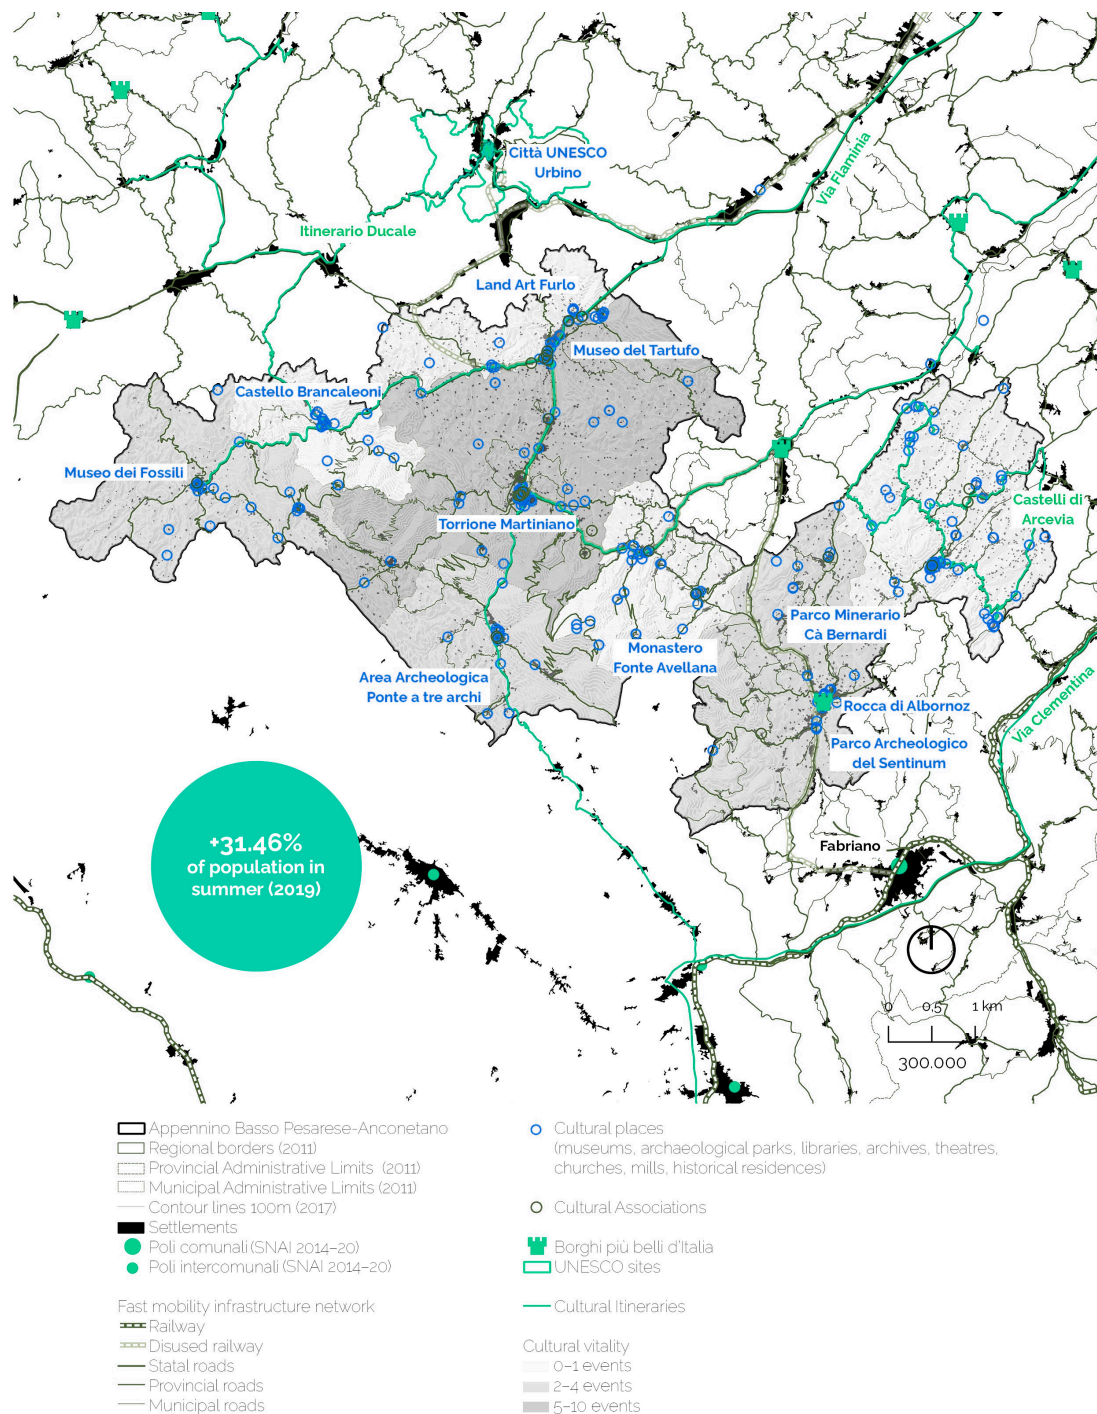 Città UNESCO
Urbino
Via Flaminia
Itinerario Ducale
Land Art Furlo
Museo del Tartufo
Castello Brancaleoni
Museo dei Fossili
Castelli di
Arcevia
Torrione Martiniano
Parco Minerario
Cà Bernardi
Monastero
Fonte Avellana
Area Archeologica
Ponte a tre archi
Rocca di Albornoz
Via Clementina
Parco Archeologico
del Sentinum
+31.46%
of population in
summer (2019)
Fabriano
0 0.5 1 km
300.000
Appennino Basso Pesarese-Anconetano
Regional borders (2011)
Provincial Administrative Limits (2011)
Municipal Administrative Limits (2011)
Contour lines 100m (2017)
Settlements
Poli comunali (SNAI 2014–20)
Poli intercomunali (SNAI 2014–20)
Fast mobility infrastructure network
Railway
Disused railway
Statal roads
Provincial roads
Municipal roads
Cultural places
(museums, archaeological parks, libraries, archives, theatres,
churches, mills, historical residences)
Cultural Associations
Borghi più belli d'Italia
UNESCO sites
Cultural Itineraries
Cultural vitality
0–1 events
2–4 events
5–10 events